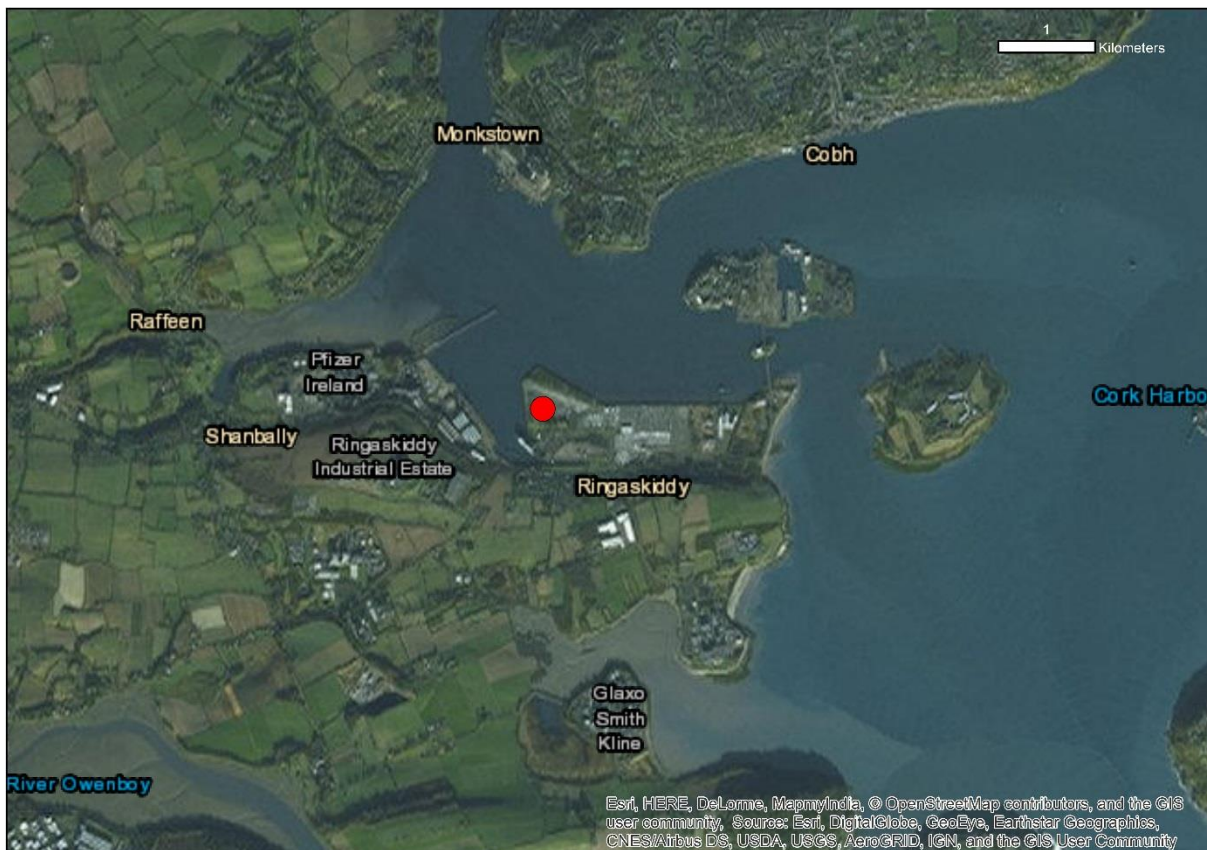 1
Kilometers
Monkstown
Cobh
Raffeen
Pfizer
Ireland
Cork Harbo
Shanbally
Ringaskiddy
Industrial Estate
Ringaskiddy
Glaxo
Smith
Kline
River Owenboy
Esri, HERE, DeLorme, MapmyIndia, © OpenStreetMap contributors, and the GIS
user community, Source: Esri, DigitalGlobe, GeoEye, Earthstar Geographics,
CNES/Airbus DS, USDA, USGS, AeroGRID, IGN, and the GIS User Community